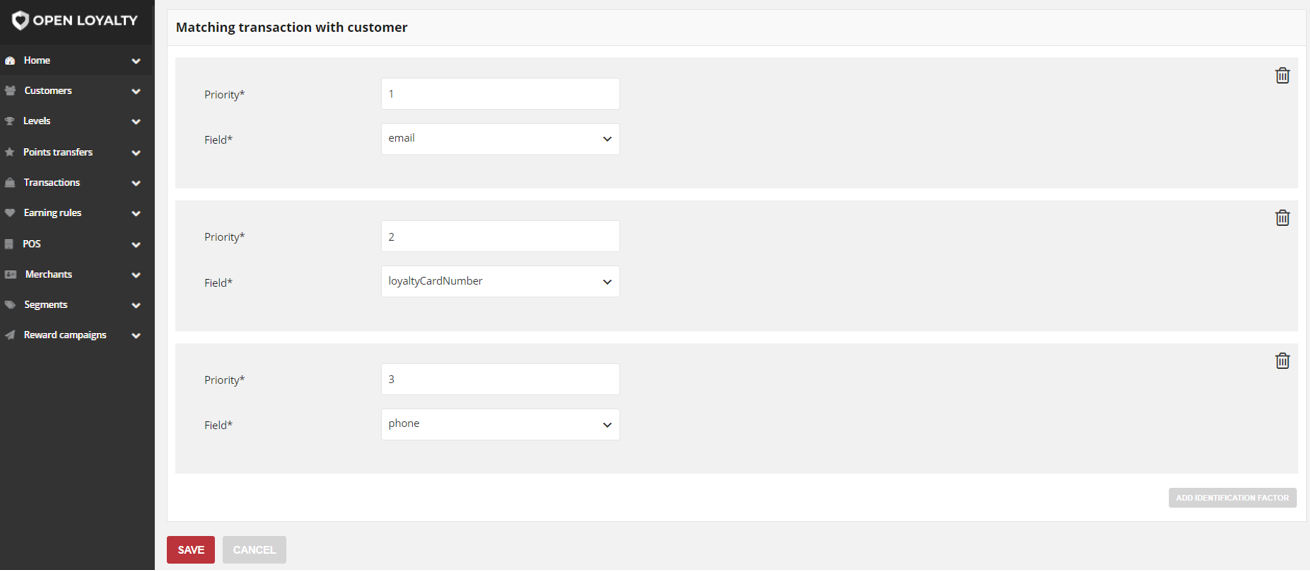 OPEN LOYALTY
Home
Customers
Levels
Points transfers
Transactions
Earning rules
POS
Merchants
Segments
Reward campaigns
Matching transaction with customer
Priority*
1
Field*
email
Priority*
2
Field*
loyaltyCardNumber
Priority*
3
Field*
phone
ADD IDENTIFICATION FACTOR
SAVE
CANCEL